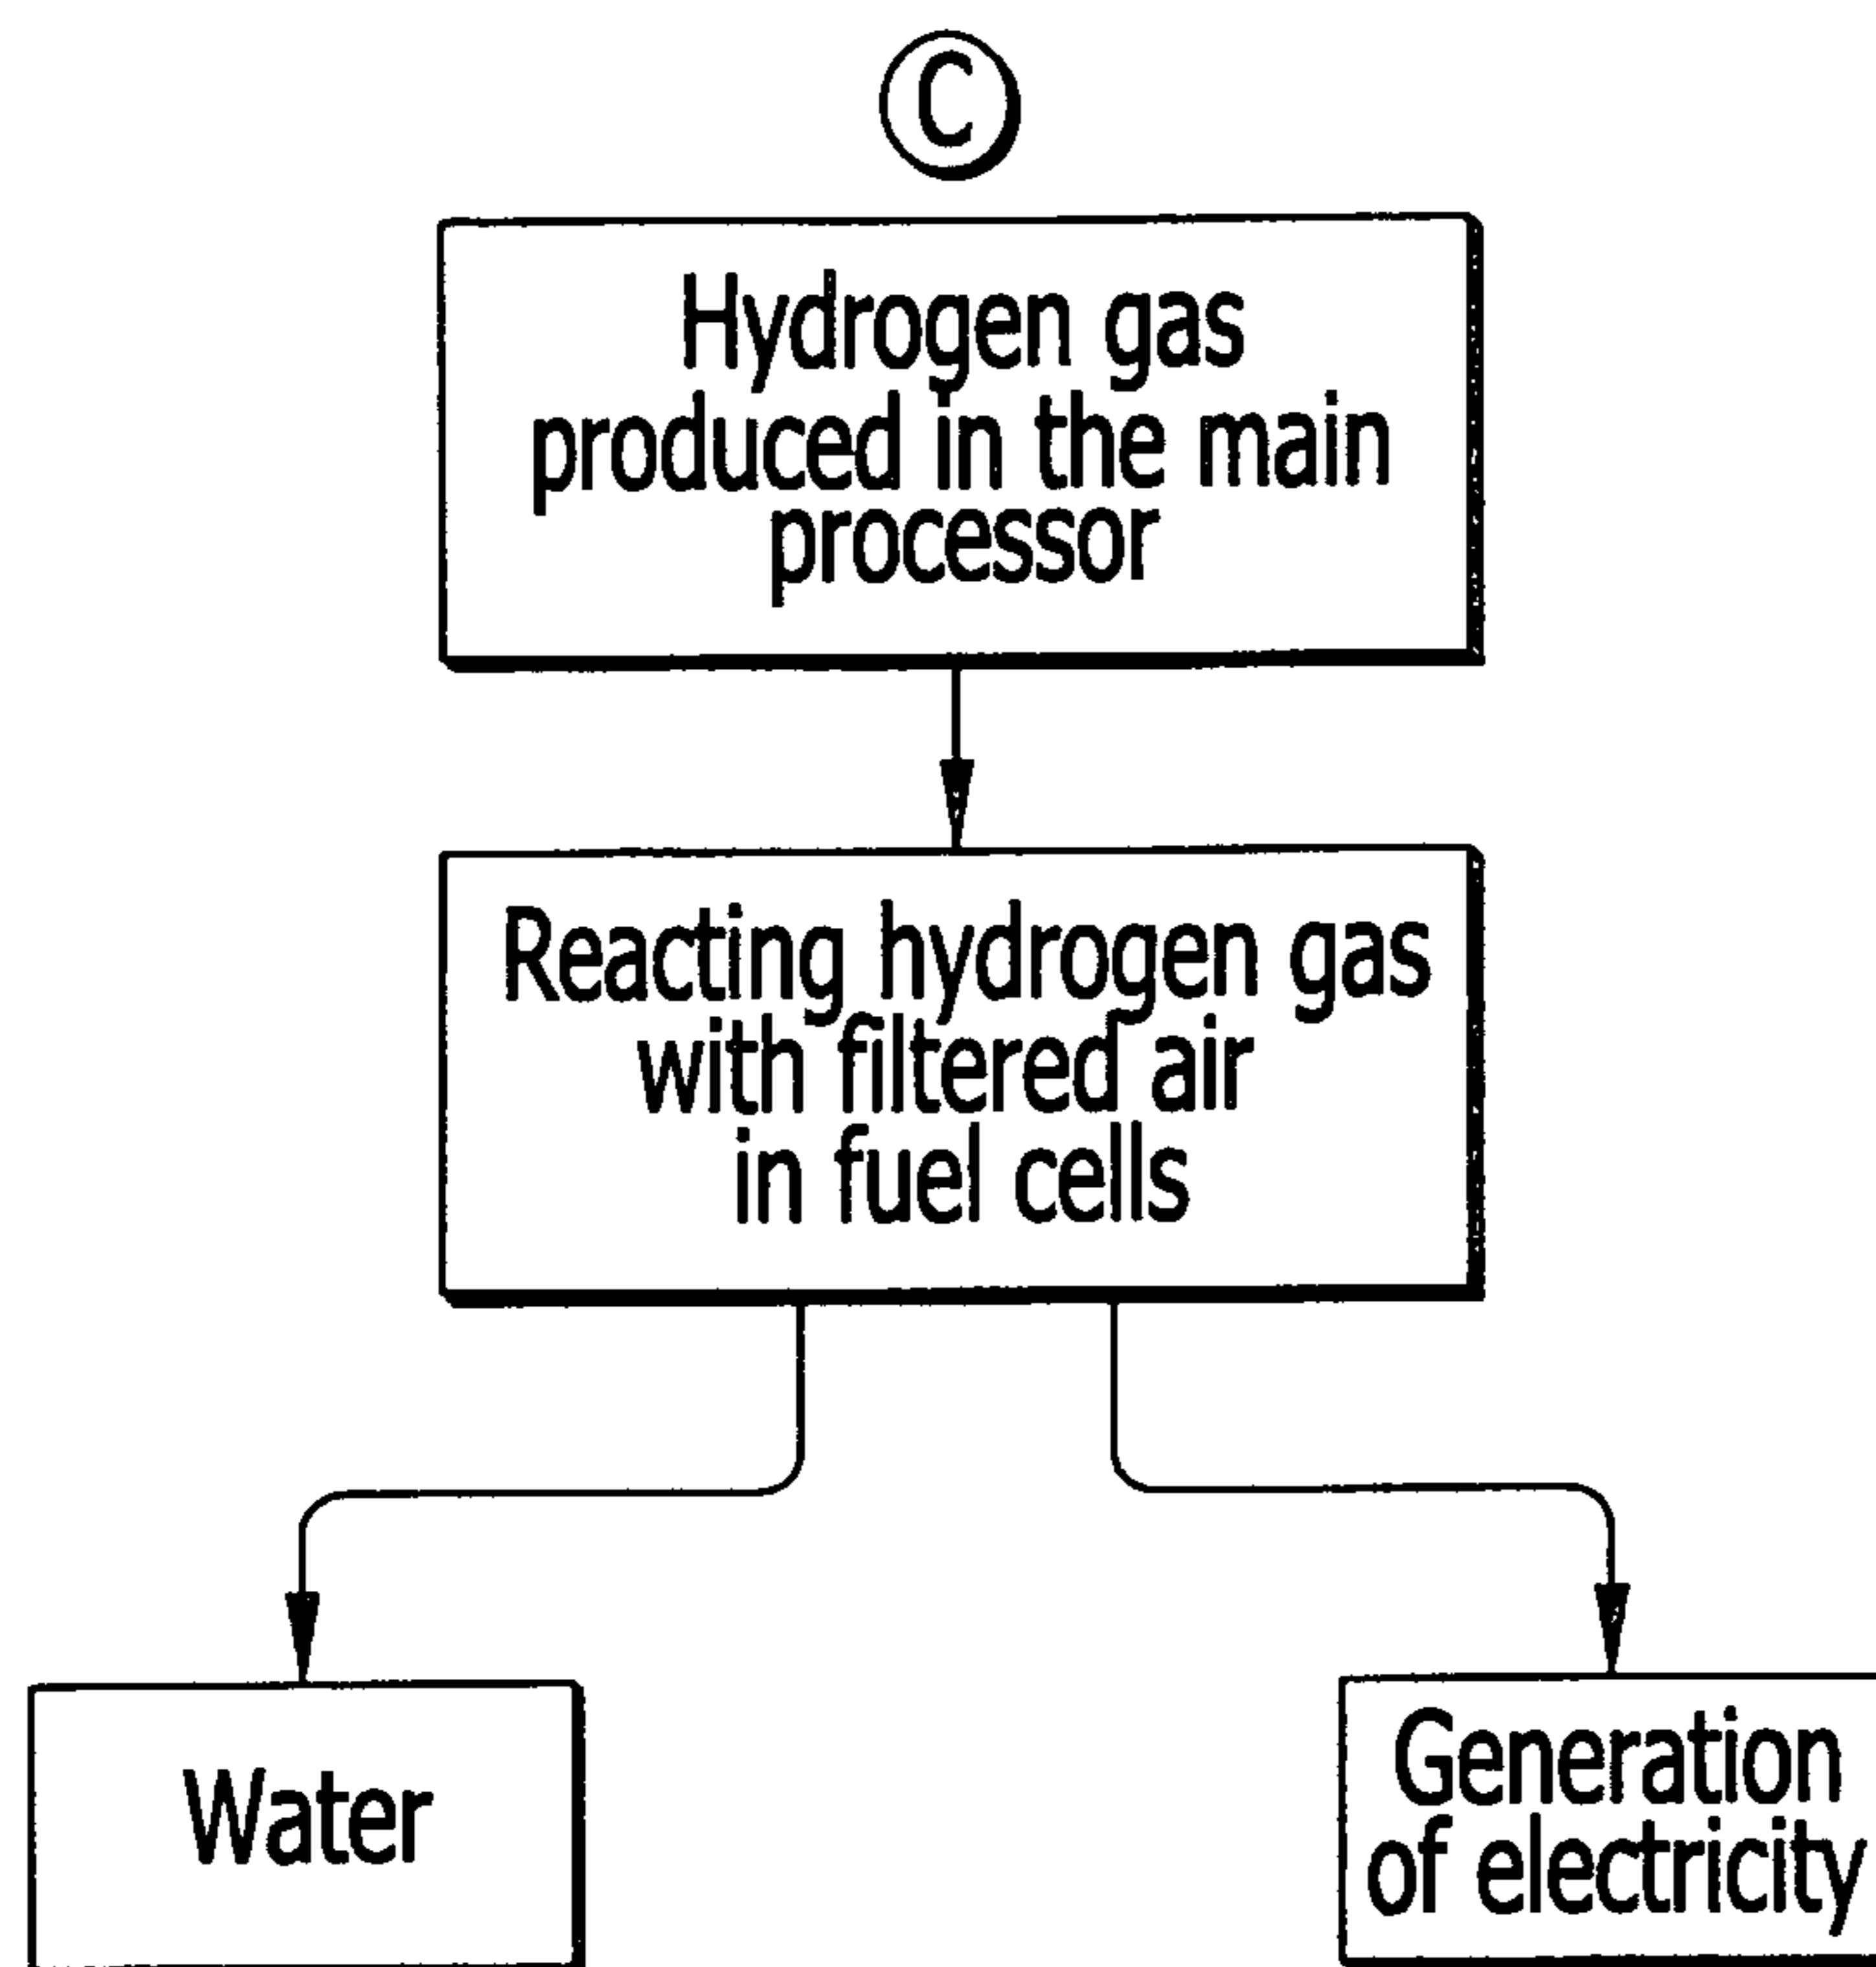 C
Hydrogen gas
produced in the main
processor
Reacting hydrogen gas
with filtered air
in fuel cells
Water
Generation
of electricity